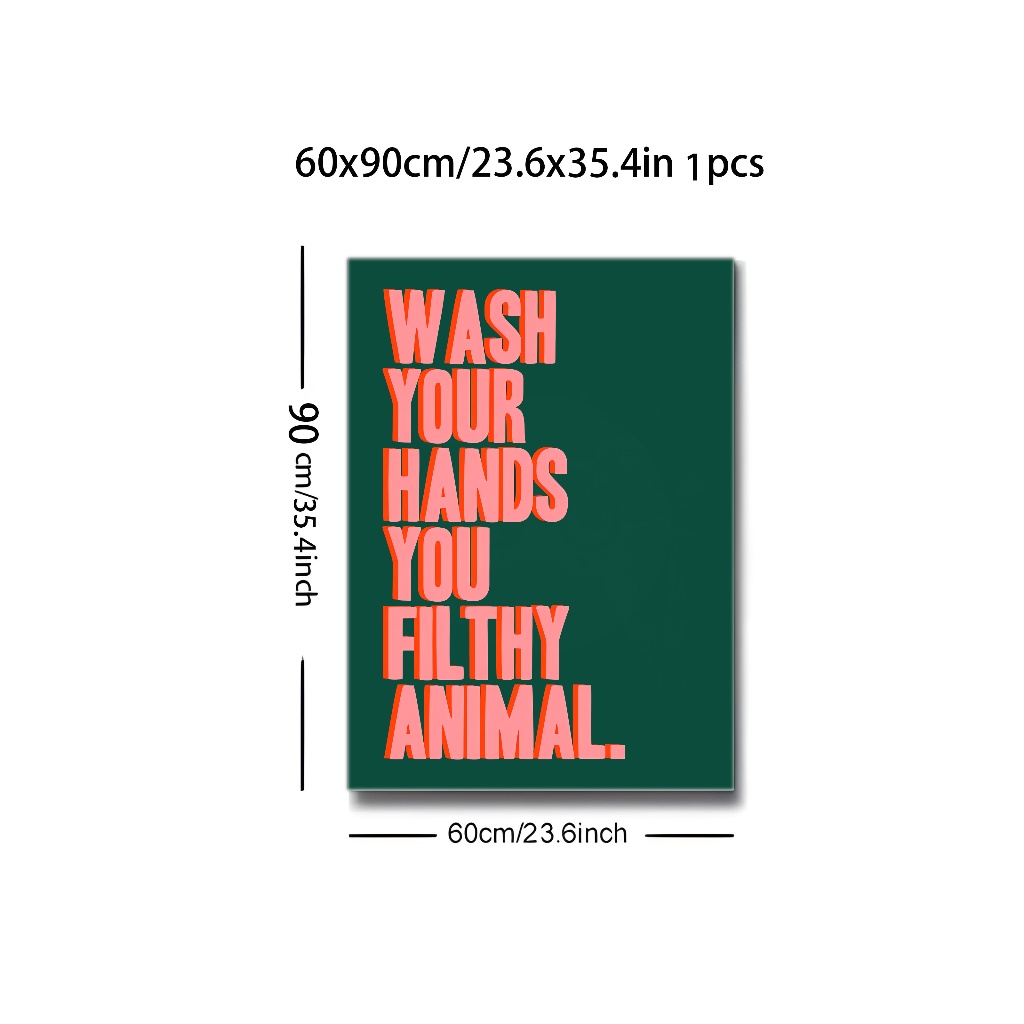 60x90cm/23.6x35.4in 1pcs
WASH
YOUR
HANDS
YOU
FILTHY
ANIMAL.
90 cm/35.4inch
60cm/23.6inch